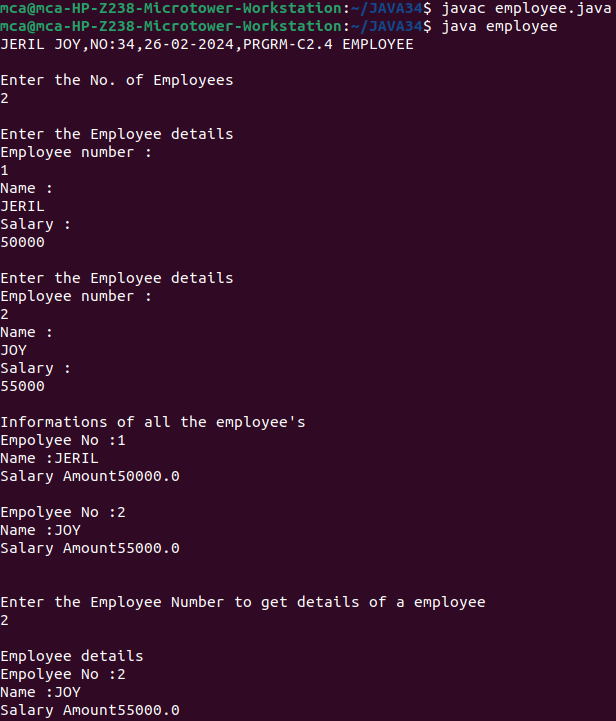 mca@mca-HP-Z238-Microtower-Workstation:~/JAVA34$ javac employee.java
mca@mca-HP-Z238-Microtower-Workstation:~/JAVA34$ java employee
JERIL JOY,NO:34,26-02-2024,PRGRM-C2.4 EMPLOYEE
Enter the No. of Employees
2
Enter the Employee details
Employee number :
1
Name :
JERIL
Salary :
50000
Enter the Employee details
Employee number :
2
Name :
JOY
Salary :
55000
Informations of all the employee's
Empolyee No :1
Name :JERIL
Salary Amount50000.0
Empolyee No :2
Name :JOY
Salary Amount55000.0
Enter the Employee Number to get details of a employee
2
Employee details
Empolyee No :2
Name :JOY
Salary Amount55000.0